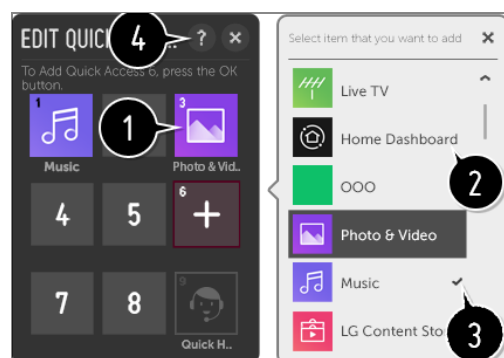 EDIT QUIC
4
..
?
To Add Quick Access 6, press the OK
button.
1
Music
1
3
Photo & Vid..
4
5
6
7
8
9
Quick H..
Select item that you want to add
Live TV
Home Dashboard
2
OOO
Photo & Video
Music
LG Content Sto
3